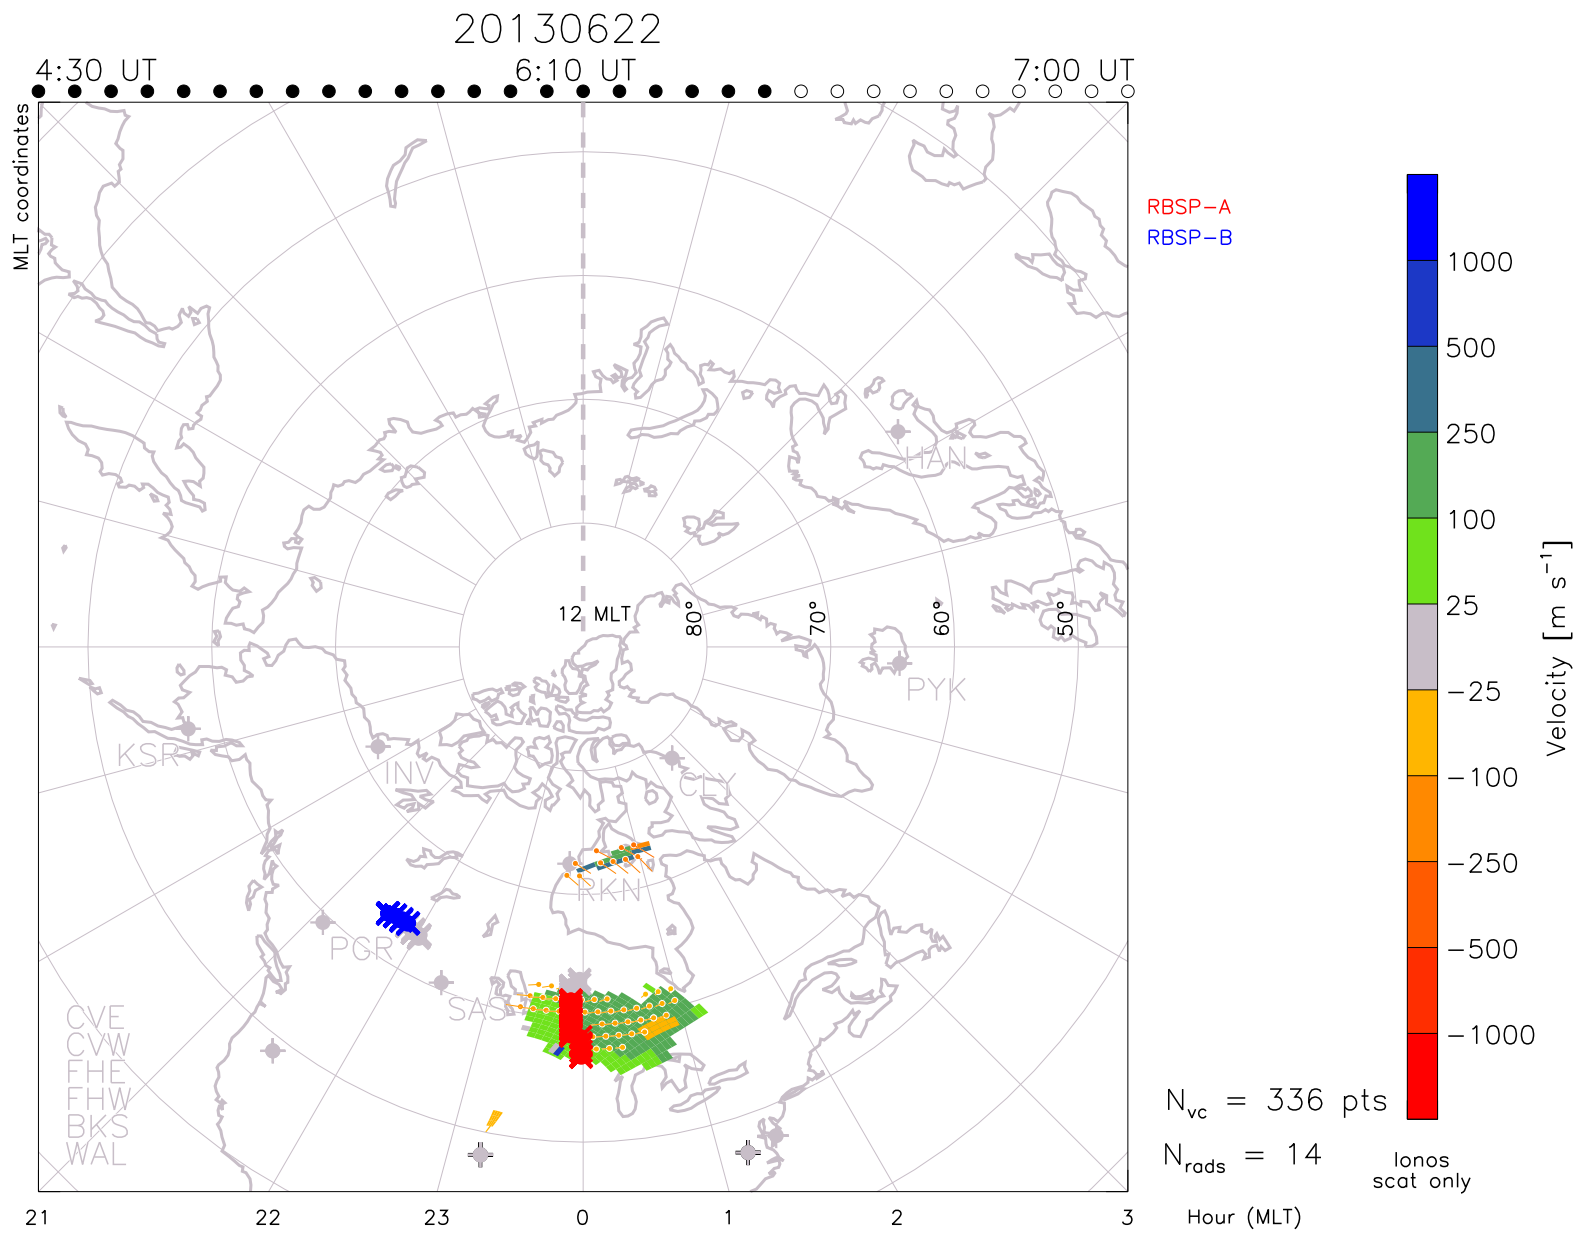 20130622
4:30 UT 6:10 UT 7:00 UT
MLT coordinates
RBSP-A
RBSP-B
1000
500
250
100
25
-25
-100
-250
-500
-1000
Velocity [m s⁻¹]
HAN
12 MLT 80° 70° 60° 50°
PYK
KSR
INV
CLY
RKN
PGR
SAS
CVE
CVW
FHE
FHW
BKS
WAL
Nvc = 336 pts
Nrads = 14
Ionos
scat only
21 22 23 0 1 2 3 Hour (MLT)